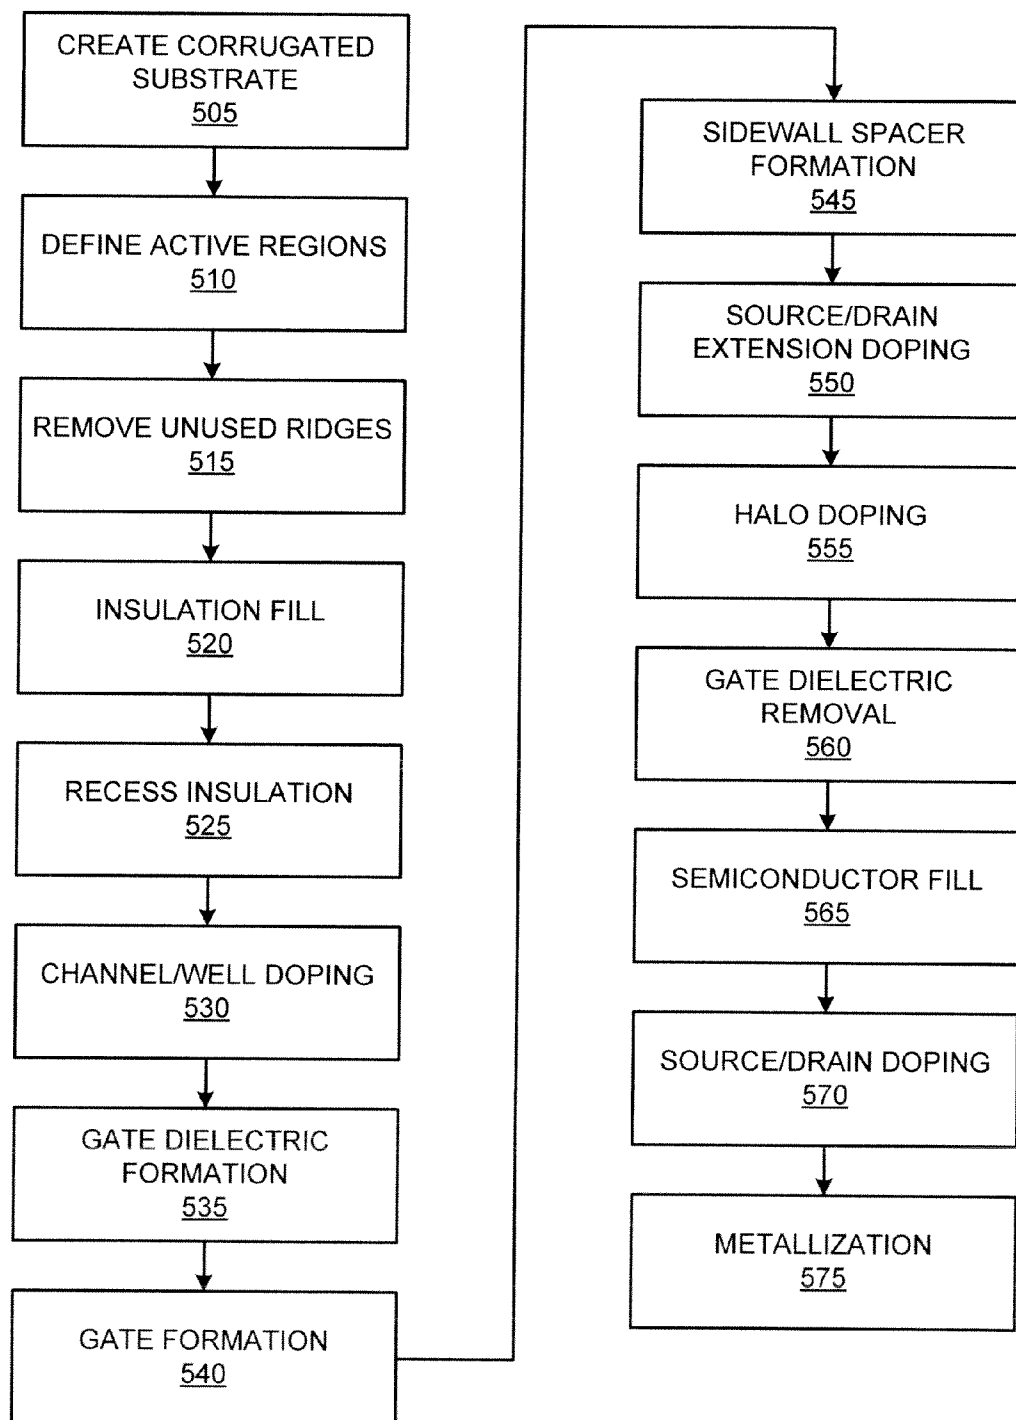 CREATE CORRUGATED
SUBSTRATE
505
DEFINE ACTIVE REGIONS
510
REMOVE UNUSED RIDGES
515
INSULATION FILL
520
RECESS INSULATION
525
CHANNEL/WELL DOPING
530
GATE DIELECTRIC
FORMATION
535
GATE FORMATION
540
SIDEWALL SPACER
FORMATION
545
SOURCE/DRAIN
EXTENSION DOPING
550
HALO DOPING
555
GATE DIELECTRIC
REMOVAL
560
SEMICONDUCTOR FILL
565
SOURCE/DRAIN DOPING
570
METALLIZATION
575